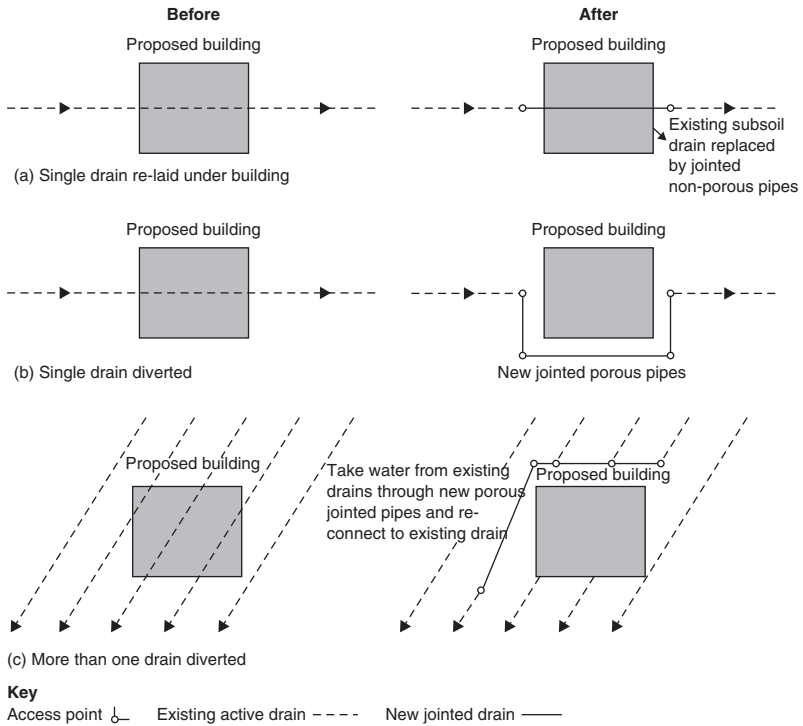 Before
After
Proposed building
Proposed building
Existing subsoil
drain replaced
by jointed
non-porous pipes
(a) Single drain re-laid under building
Proposed building
Proposed building
(b) Single drain diverted
New jointed porous pipes
Proposed building
Take water from existing
drains through new porous
jointed pipes and re-
connect to existing drain
Proposed building
(c) More than one drain diverted
Key
Access point
Existing active drain
New jointed drain